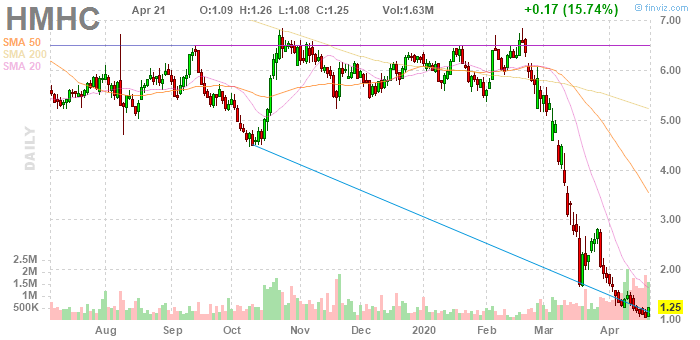 © finviz.com
HMHC Apr 21 O:1.09 H:1.26 L:1.08 C:1.25 Vol:1.63M +0.17 (15.74%)
SMA 50
SMA 200
SMA 20
7.00
6.00
5.00
4.00
3.00
2.00
1.25
1.00
DAILY
2.5M
2M
1.5M
1M
500K
Aug Sep Oct Nov Dec 2020 Feb Mar Apr